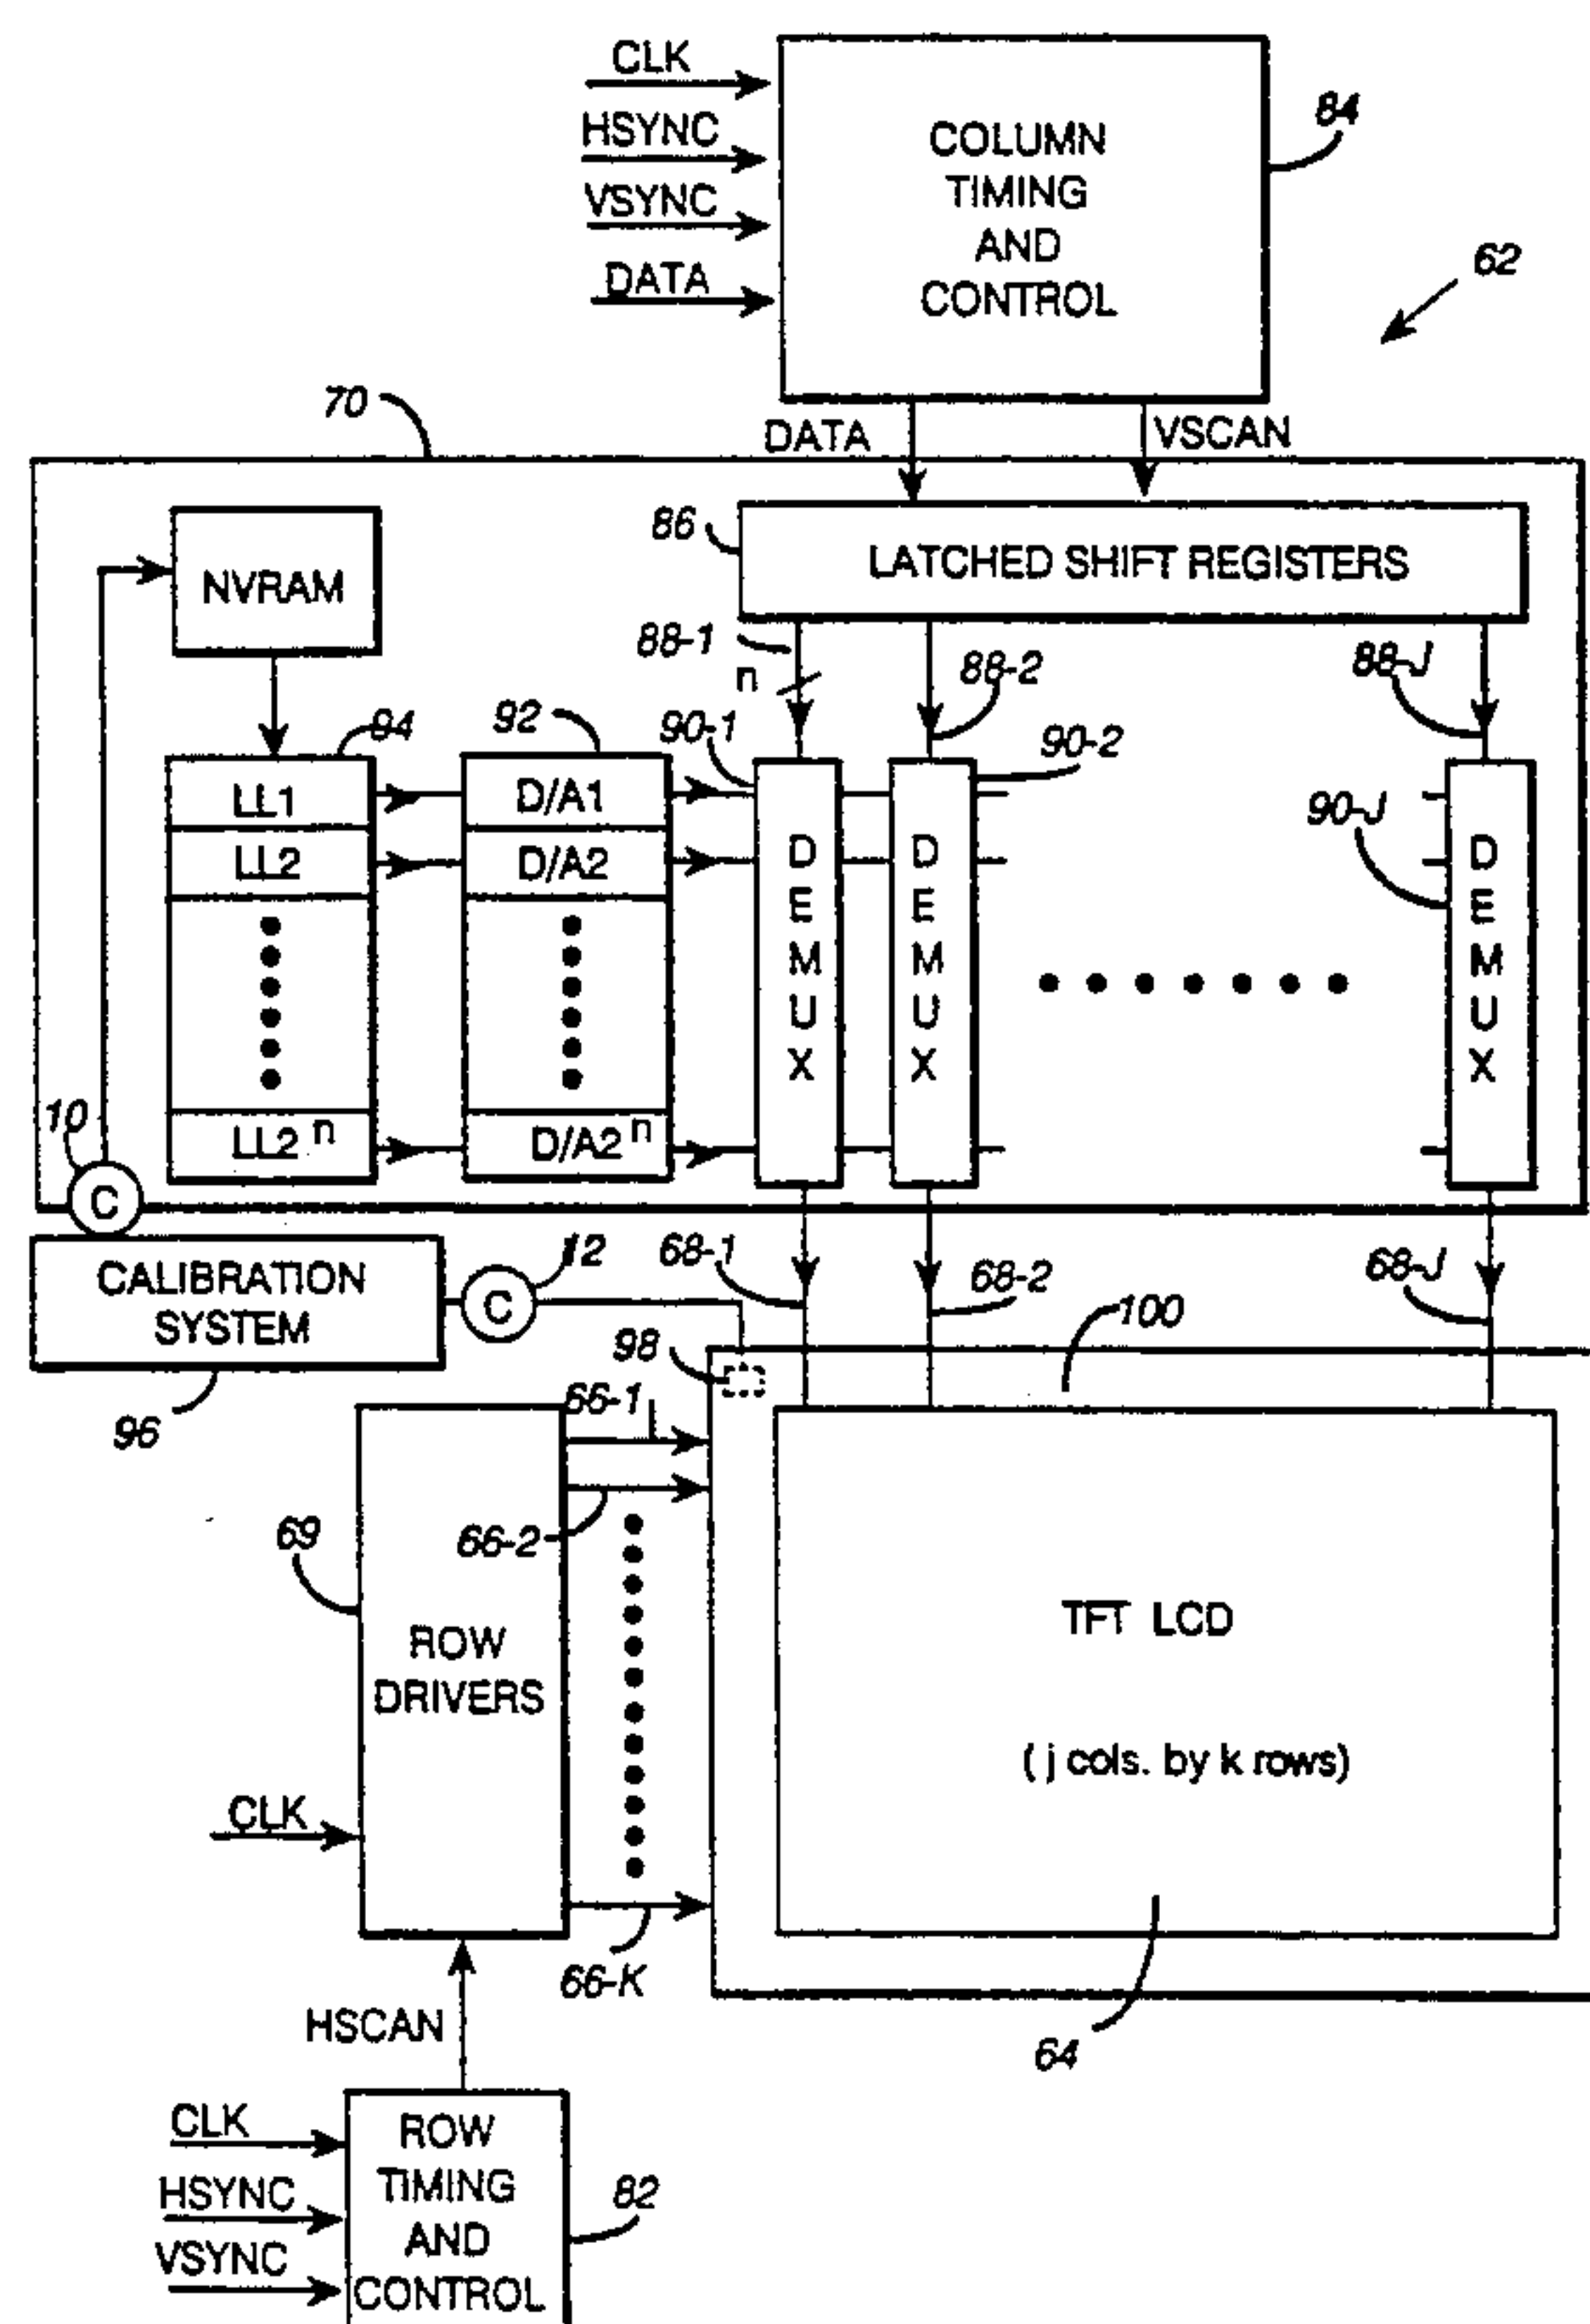 CLK
HSYNC
VSYNC
DATA
COLUMN
TIMING
AND
CONTROL
84
62
70
DATA
VSCAN
NVRAM
86
LATCHED SHIFT REGISTERS
88-1
n
88-2
88-J
94
92
90-1
90-2
90-J
LL1
D/A1
LL2
D/A2
DEMUX
DEMUX
DEMUX
LL2 n
D/A2 n
10
C
CALIBRATION
SYSTEM
C
68-1
68-2
68-J
100
98
96
66-1
66-2
69
ROW
DRIVERS
TFT LCD
( j cols. by k rows)
CLK
66-K
HSCAN
64
CLK
HSYNC
VSYNC
ROW
TIMING
AND
CONTROL
82